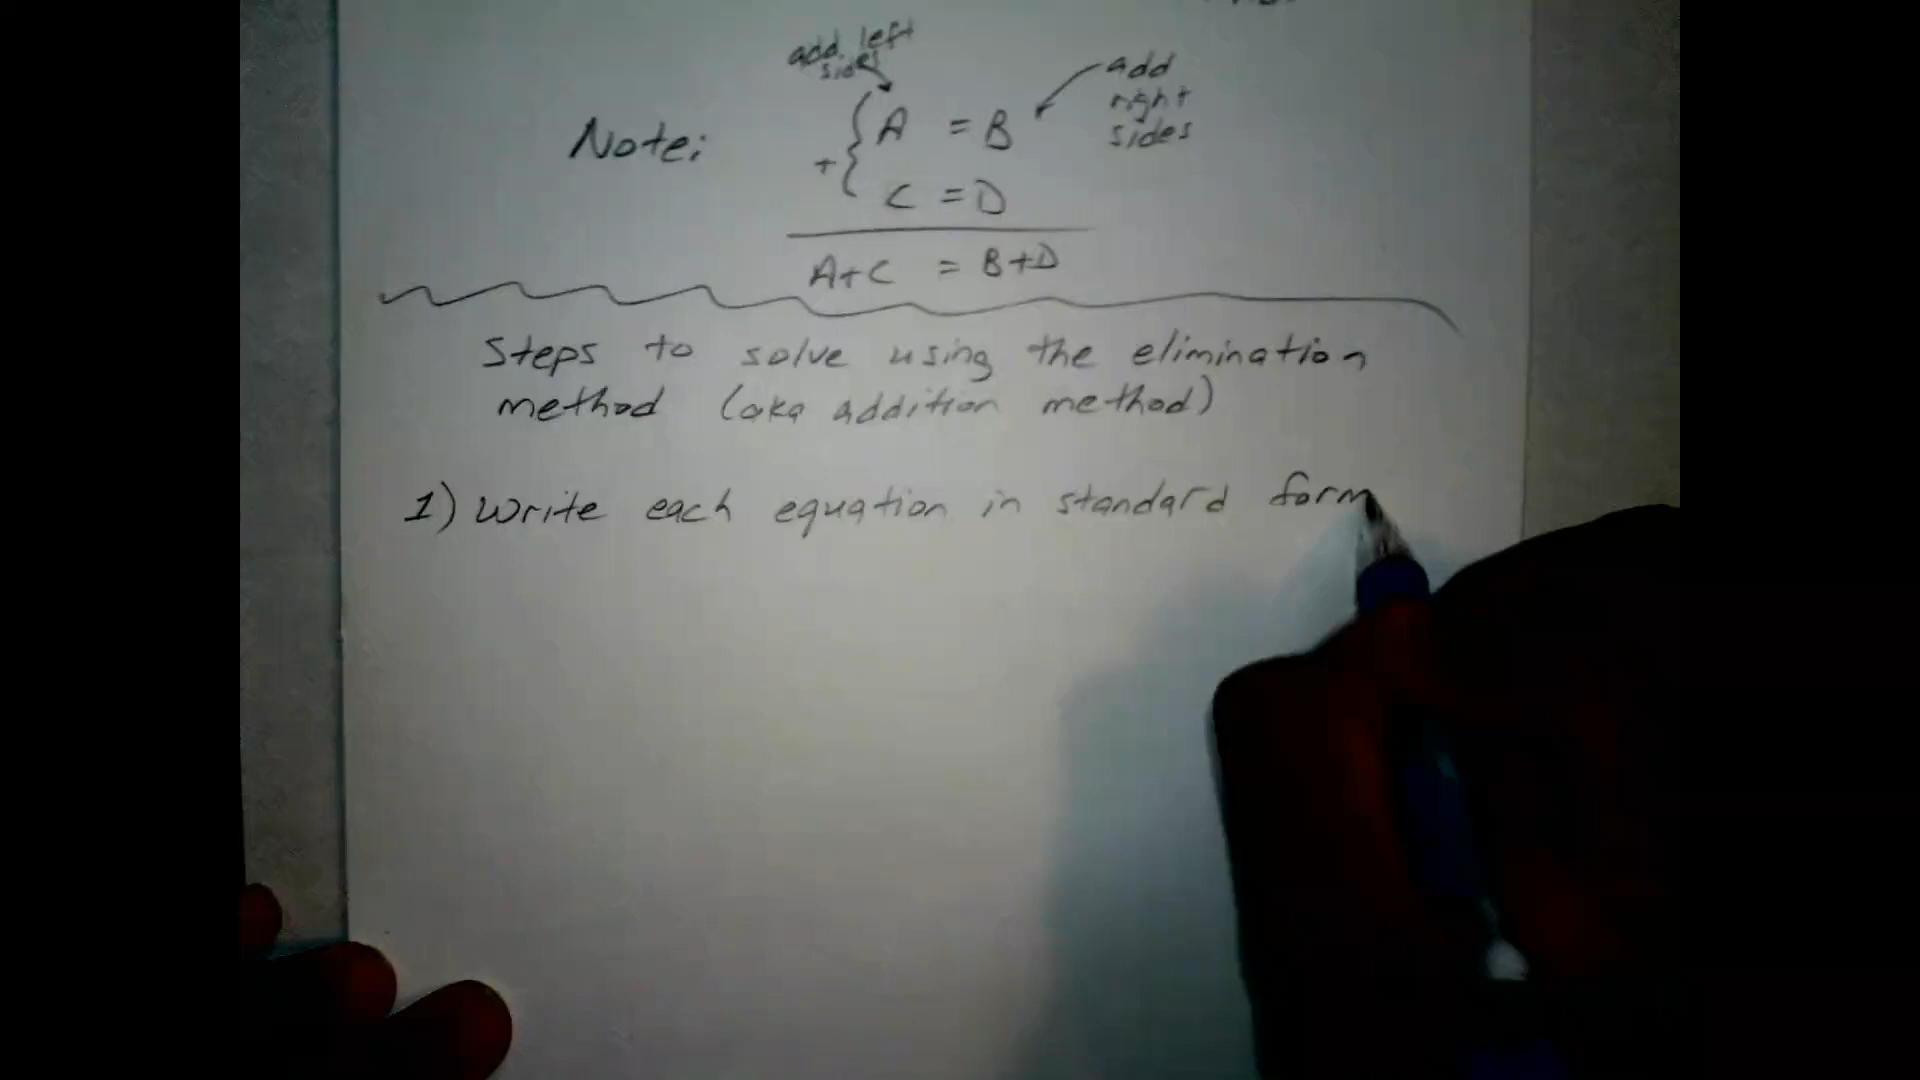 add left
sides
add
right
sides
Note:
+ { A = B
C = D
A+C = B+D
Steps to solve using the elimination
method (aka addition method)
1) Write each equation in standard form